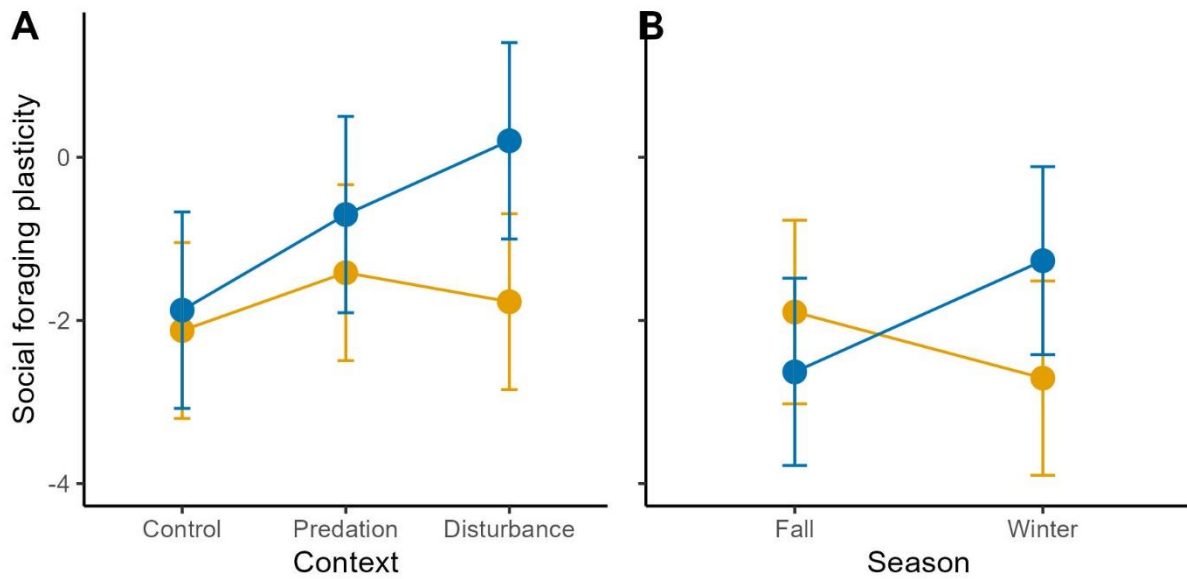 A
B
Social foraging plasticity
0
-2
-4
Control Predation Disturbance
Context
Fall Winter
Season